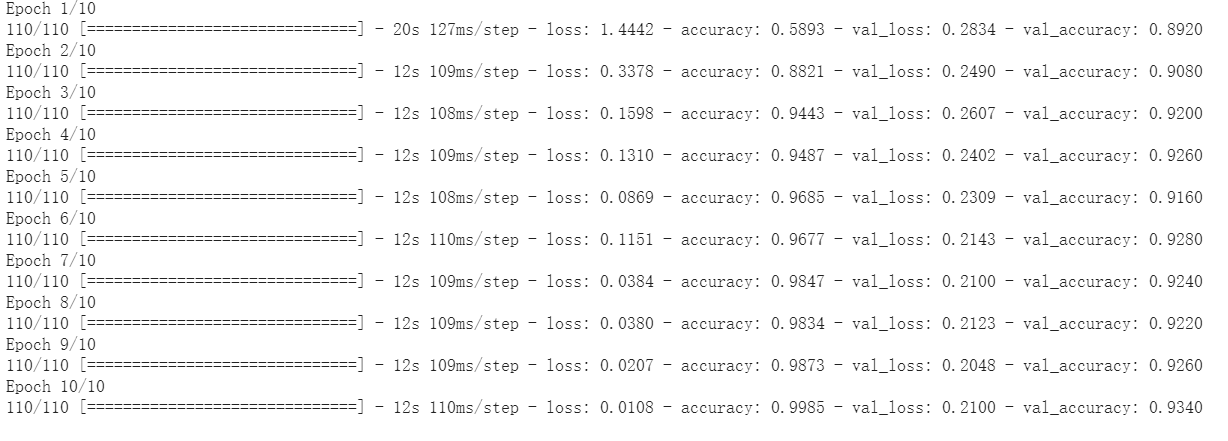 Epoch 1/10
110/110 [==============================] - 20s 127ms/step - loss: 1.4442 - accuracy: 0.5893 - val_loss: 0.2834 - val_accuracy: 0.8920
Epoch 2/10
110/110 [==============================] - 12s 109ms/step - loss: 0.3378 - accuracy: 0.8821 - val_loss: 0.2490 - val_accuracy: 0.9080
Epoch 3/10
110/110 [==============================] - 12s 108ms/step - loss: 0.1598 - accuracy: 0.9443 - val_loss: 0.2607 - val_accuracy: 0.9200
Epoch 4/10
110/110 [==============================] - 12s 109ms/step - loss: 0.1310 - accuracy: 0.9487 - val_loss: 0.2402 - val_accuracy: 0.9260
Epoch 5/10
110/110 [==============================] - 12s 108ms/step - loss: 0.0869 - accuracy: 0.9685 - val_loss: 0.2309 - val_accuracy: 0.9160
Epoch 6/10
110/110 [==============================] - 12s 110ms/step - loss: 0.1151 - accuracy: 0.9677 - val_loss: 0.2143 - val_accuracy: 0.9280
Epoch 7/10
110/110 [==============================] - 12s 109ms/step - loss: 0.0384 - accuracy: 0.9847 - val_loss: 0.2100 - val_accuracy: 0.9240
Epoch 8/10
110/110 [==============================] - 12s 109ms/step - loss: 0.0380 - accuracy: 0.9834 - val_loss: 0.2123 - val_accuracy: 0.9220
Epoch 9/10
110/110 [==============================] - 12s 109ms/step - loss: 0.0207 - accuracy: 0.9873 - val_loss: 0.2048 - val_accuracy: 0.9260
Epoch 10/10
110/110 [==============================] - 12s 110ms/step - loss: 0.0108 - accuracy: 0.9985 - val_loss: 0.2100 - val_accuracy: 0.9340